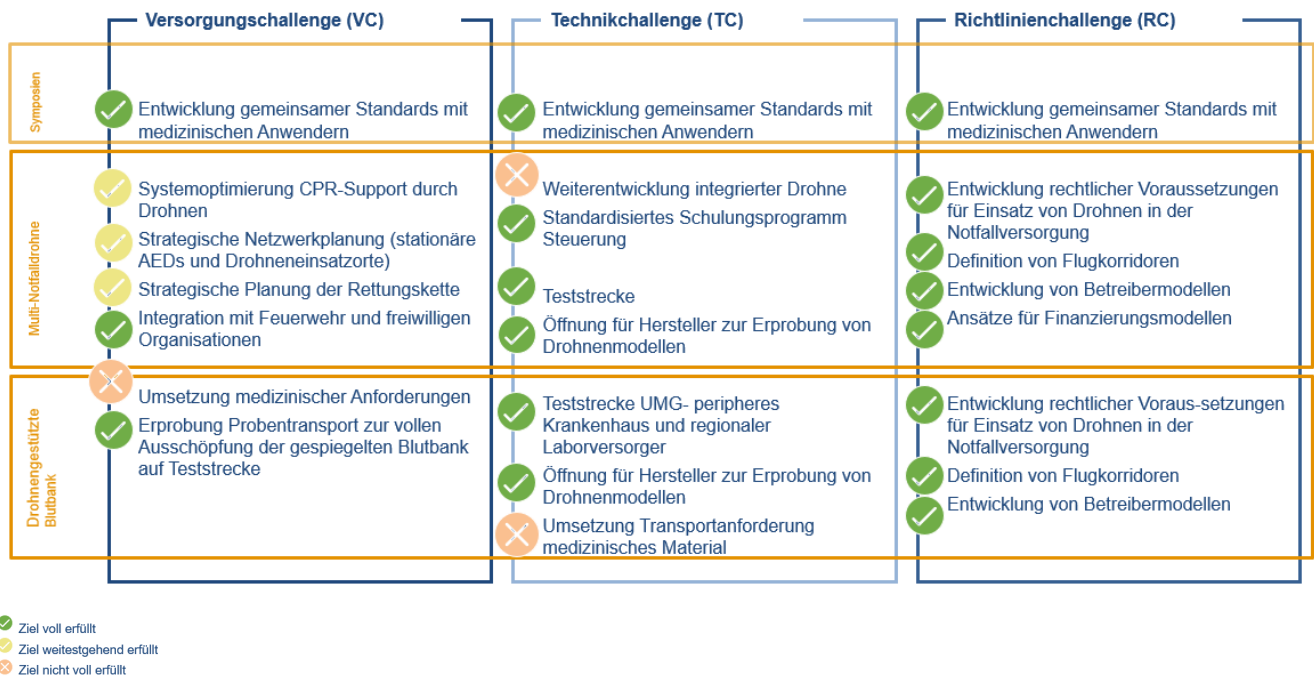 Versorgungschallenge (VC)
Technikchallenge (TC)
Richtlinienchallenge (RC)
Symposien
Entwicklung gemeinsamer Standards mit
medizinischen Anwendern
Entwicklung gemeinsamer Standards mit
medizinischen Anwendern
Entwicklung gemeinsamer Standards mit
medizinischen Anwendern
Multi-Notfalldrohne
Systemoptimierung CPR-Support durch
Drohnen
Strategische Netzwerkplanung (stationäre
AEDs und Drohneneinsatzorte)
Strategische Planung der Rettungskette
Integration mit Feuerwehr und freiwilligen
Organisationen
Weiterentwicklung integrierter Drohne
Standardisiertes Schulungsprogramm
Steuerung
Teststrecke
Öffnung für Hersteller zur Erprobung von
Drohnenmodellen
Entwicklung rechtlicher Voraussetzungen
für Einsatz von Drohnen in der
Notfallversorgung
Definition von Flugkorridoren
Entwicklung von Betreibermodellen
Ansätze für Finanzierungsmodellen
Drohnengestützte
Blutbank
Umsetzung medizinischer Anforderungen
Erprobung Probentransport zur vollen
Ausschöpfung der gespiegelten Blutbank
auf Teststrecke
Teststrecke UMG- peripheres
Krankenhaus und regionaler
Laborversorger
Öffnung für Hersteller zur Erprobung von
Drohnenmodellen
Umsetzung Transportanforderung
medizinisches Material
Entwicklung rechtlicher Voraus-setzungen
für Einsatz von Drohnen in der
Notfallversorgung
Definition von Flugkorridoren
Entwicklung von Betreibermodellen
Ziel voll erfüllt
Ziel weitestgehend erfüllt
Ziel nicht voll erfüllt